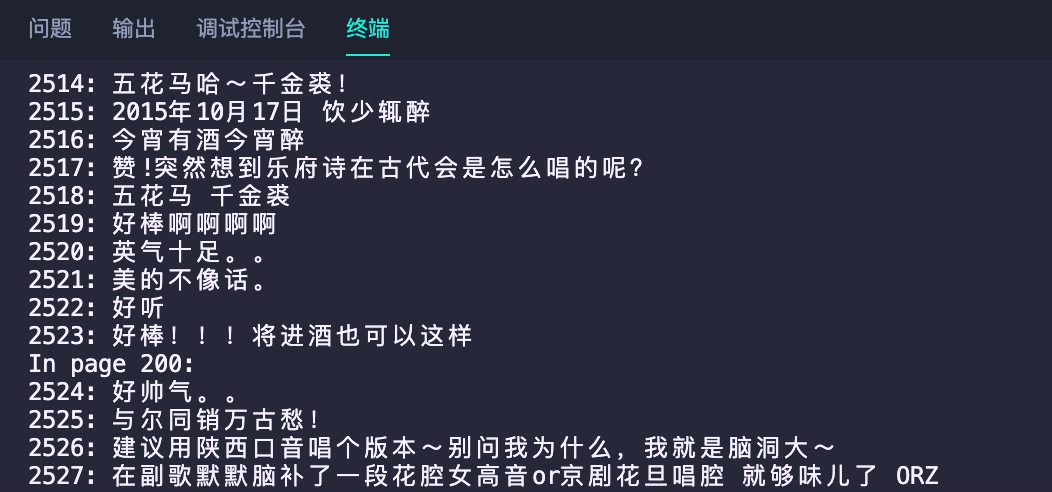 问题 输出 调试控制台 终端
2514: 五花马哈～千金裘!
2515: 2015年10月17日 饮少辄醉
2516: 今宵有酒今宵醉
2517: 赞!突然想到乐府诗在古代会是怎么唱的呢?
2518: 五花马 千金裘
2519: 好棒啊啊啊啊
2520: 英气十足。。
2521: 美的不像话。
2522: 好听
2523: 好棒！！！将进酒也可以这样
In page 200:
2524: 好帅气。。
2525: 与尔同销万古愁!
2526: 建议用陕西口音唱个版本～别问我为什么, 我就是脑洞大～
2527: 在副歌默默脑补了一段花腔女高音or京剧花旦唱腔 就够味儿了 ORZ